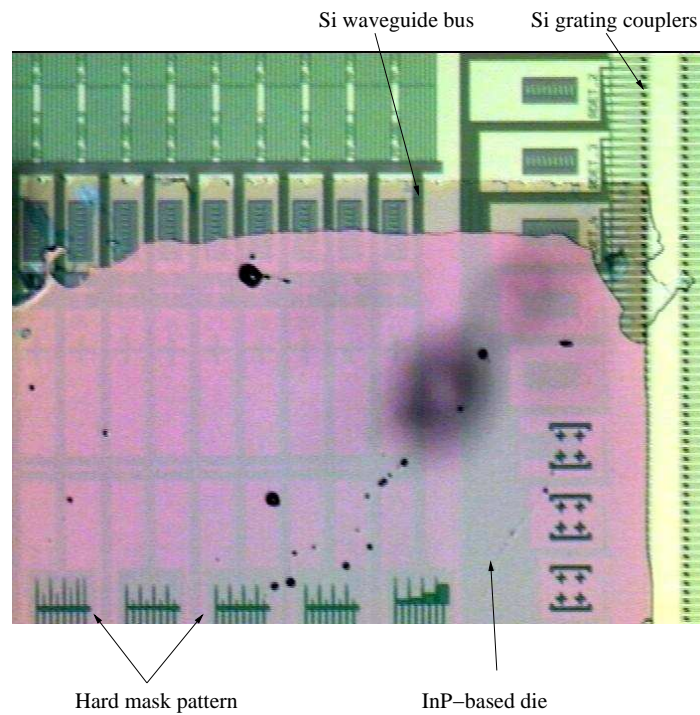 Si waveguide bus
Si grating couplers
Hard mask pattern
InP−based die